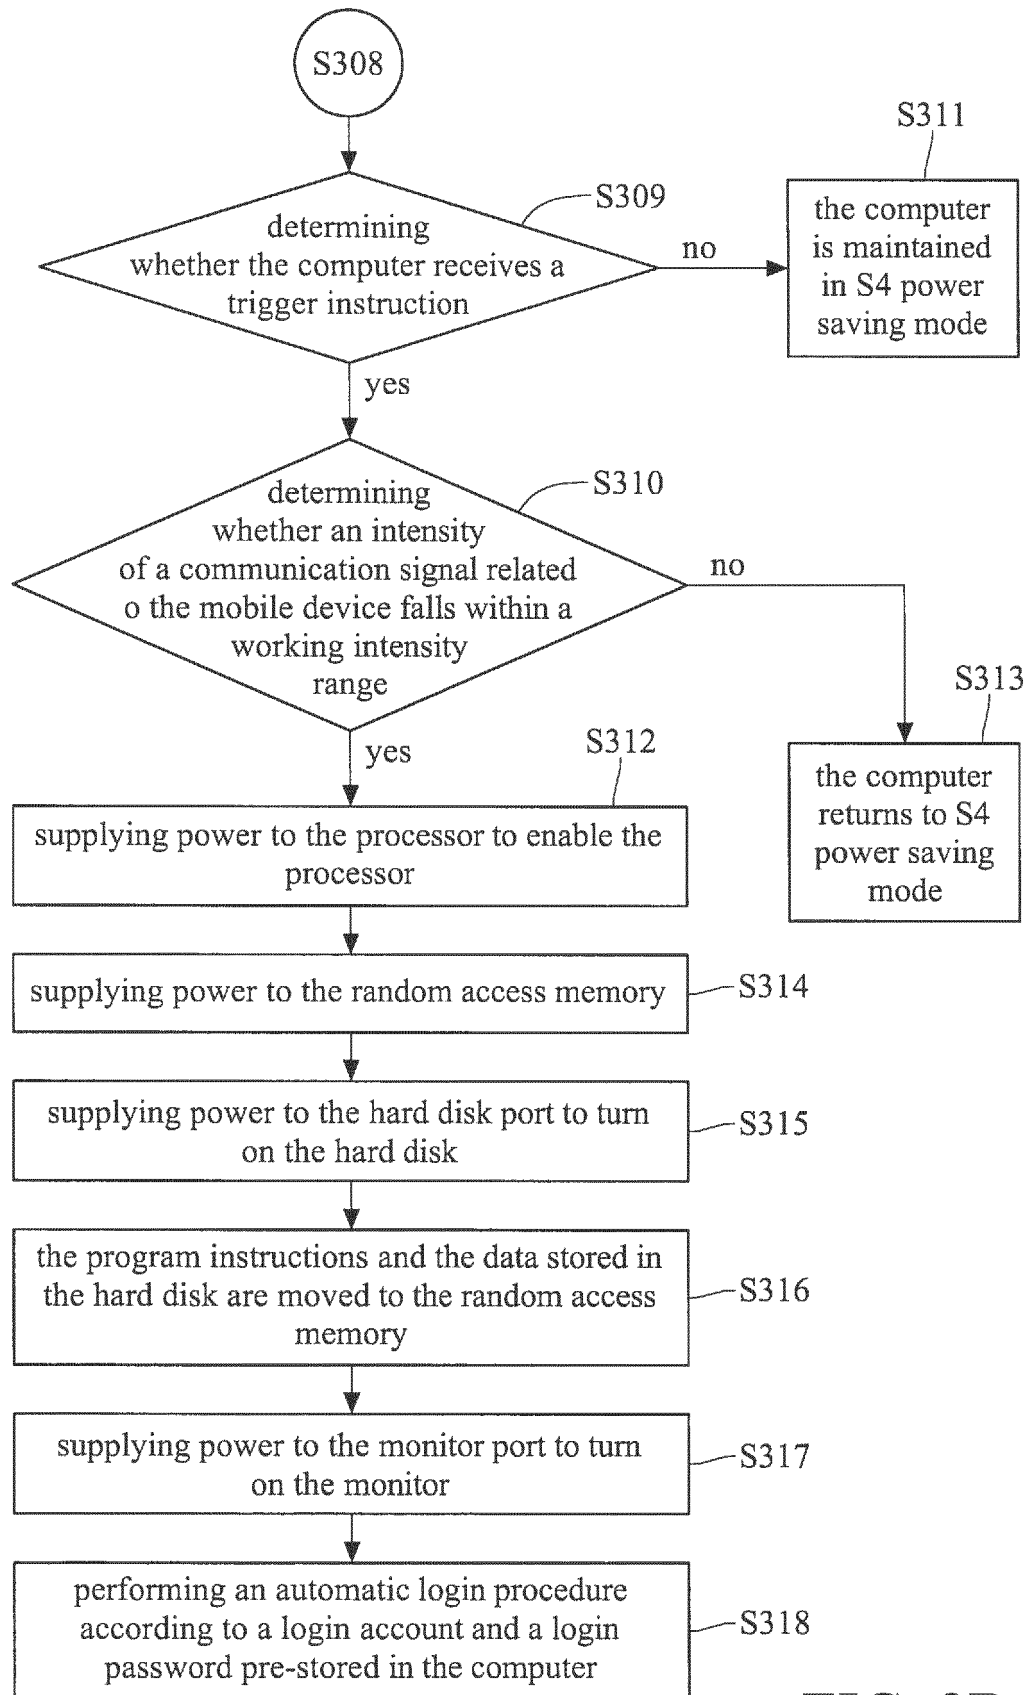 S308
S311
S309
determining
whether the computer receives a
trigger instruction
no
the computer
is maintained
in S4 power
saving mode
yes
S310
determining
whether an intensity
of a communication signal related
o the mobile device falls within a
working intensity
range
no
S313
yes
S312
the computer
returns to S4
power saving
mode
supplying power to the processor to enable the
processor
supplying power to the random access memory
S314
supplying power to the hard disk port to turn
on the hard disk
S315
the program instructions and the data stored in
the hard disk are moved to the random access
memory
S316
supplying power to the monitor port to turn
on the monitor
S317
performing an automatic login procedure
according to a login account and a login
password pre-stored in the computer
S318